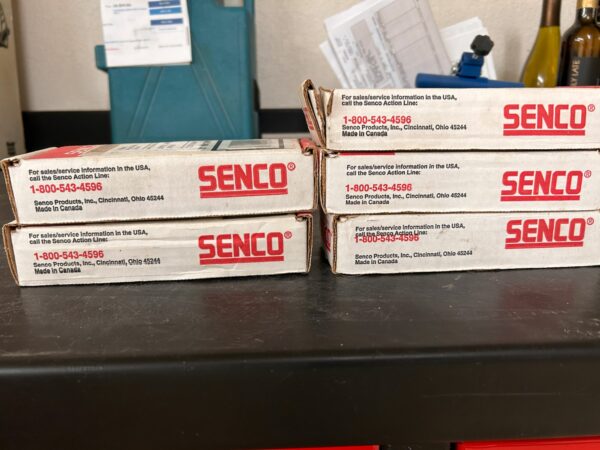 For sales/service information in the USA,
call the Senco Action Line:
1-800-543-4596
Senco Products, Inc., Cincinnati, Ohio 45244
Made in Canada
SENCO®
For sales/service information in the USA,
call the Senco Action Line:
1-800-543-4596
Senco Products, Inc., Cincinnati, Ohio 45244
Made in Canada
SENCO®
For sales/service information in the USA,
call the Senco Action Line:
1-800-543-4596
Senco Products, Inc., Cincinnati, Ohio 45244
Made in Canada
SENCO®
For sales/service information in the USA,
call the Senco Action Line:
1-800-543-4596
Senco Products, Inc., Cincinnati, Ohio 45244
Made in Canada
SENCO®
For sales/service information in the USA,
call the Senco Action Line:
1-800-543-4596
Senco Products, Inc., Cincinnati, Ohio 45244
Made in Canada
SENCO®